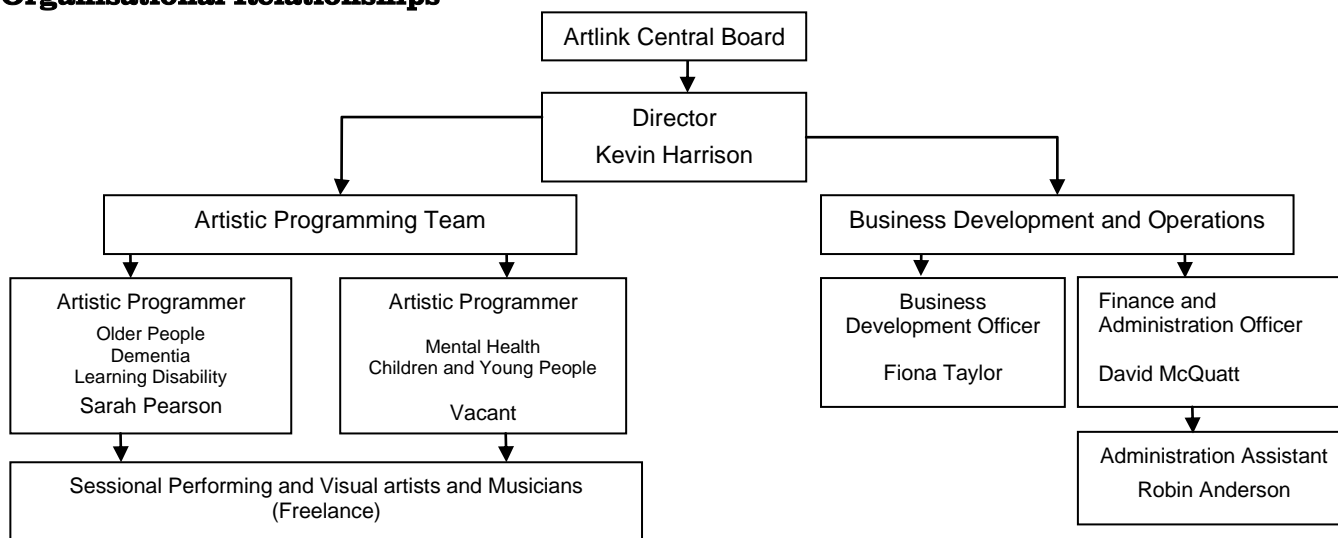 Organisational Relationships
Artlink Central Board
Director
Kevin Harrison
Artistic Programming Team
Business Development and Operations
Artistic Programmer
Older People
Dementia
Learning Disability
Sarah Pearson
Artistic Programmer
Mental Health
Children and Young People
Vacant
Business
Development Officer
Fiona Taylor
Finance and
Administration Officer
David McQuatt
Sessional Performing and Visual artists and Musicians
(Freelance)
Administration Assistant
Robin Anderson